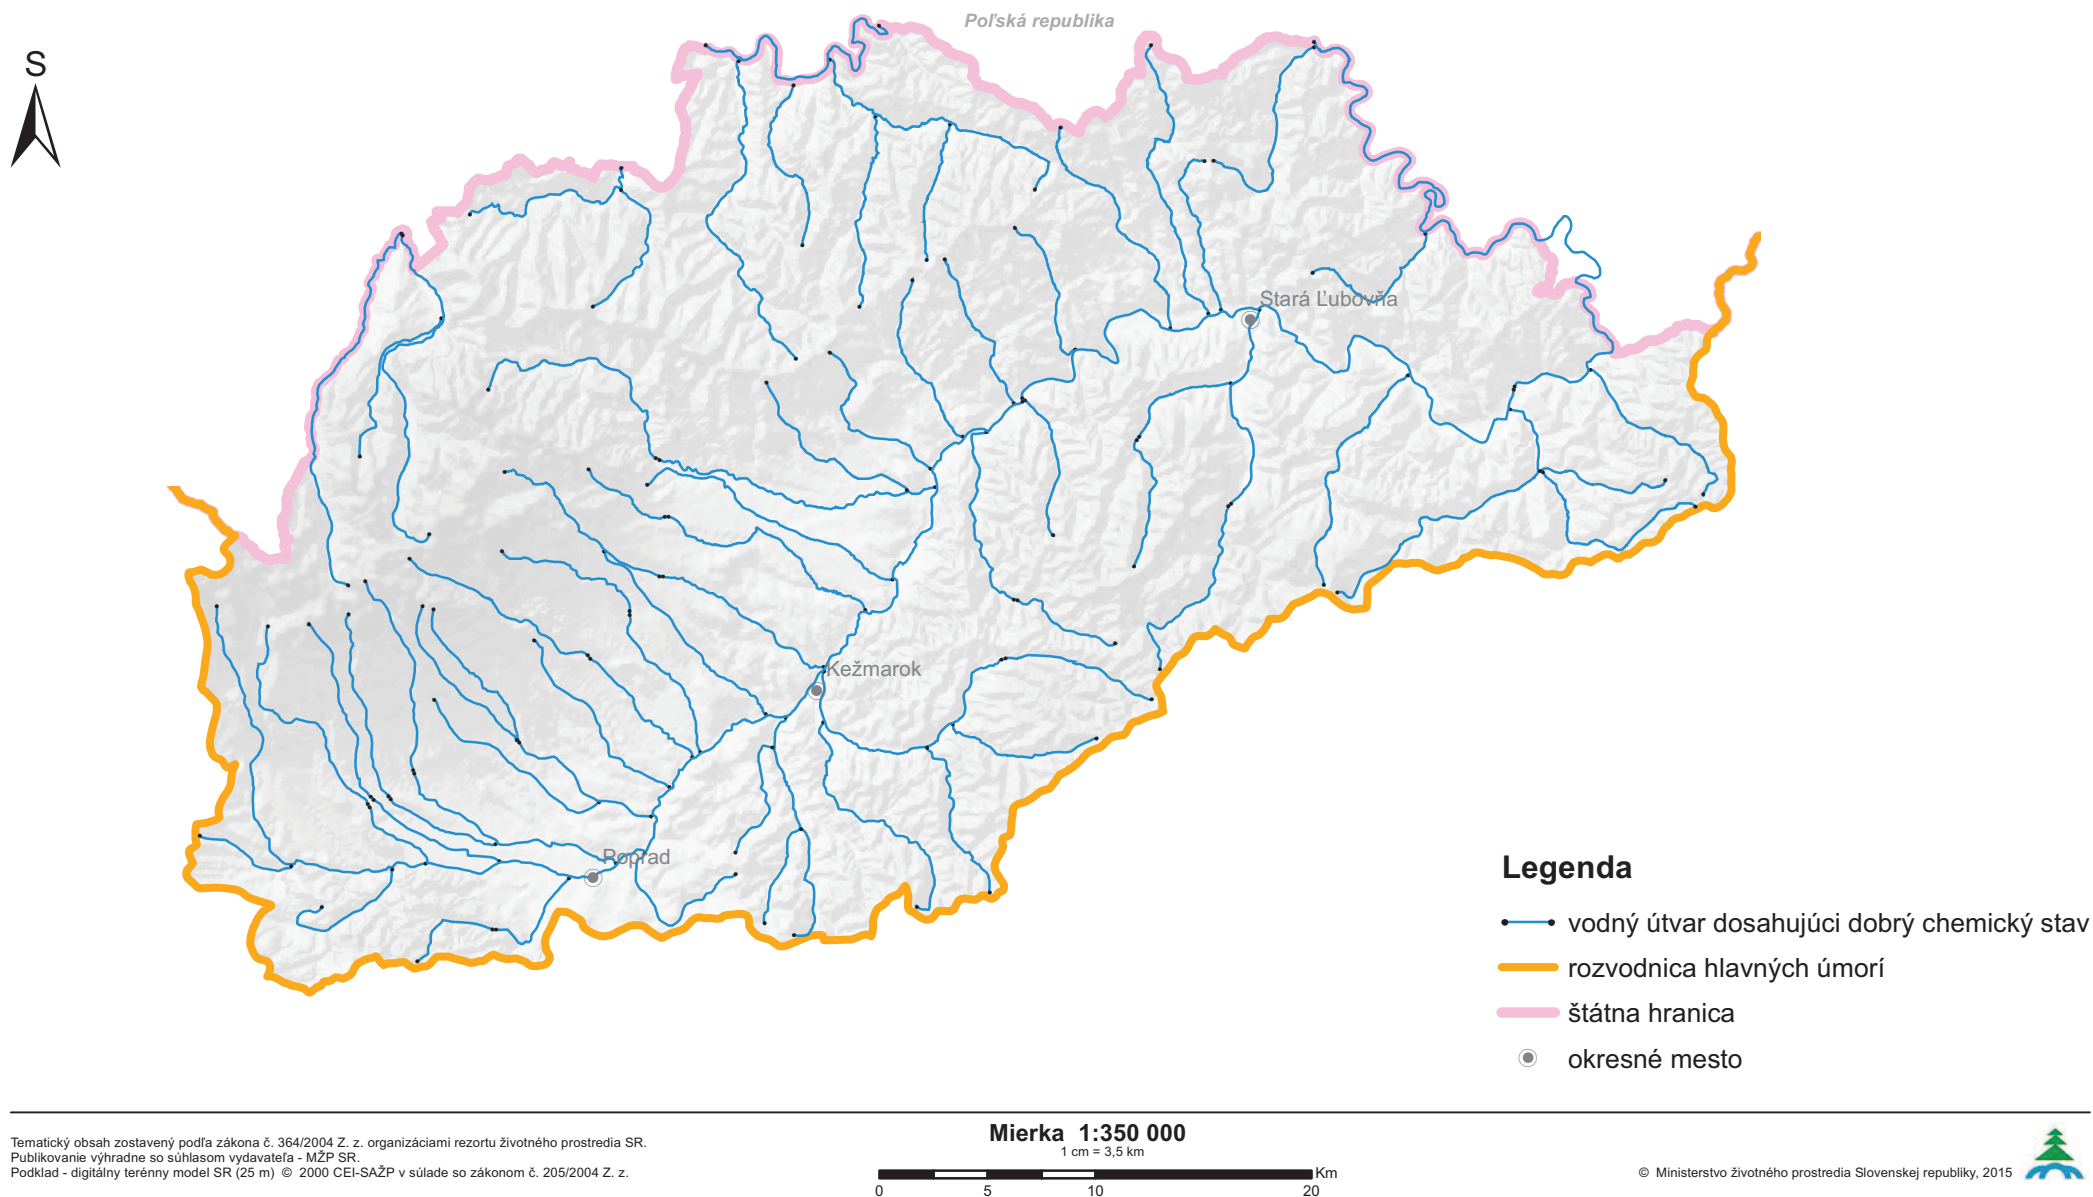 Poľská republika
S
Stará Ľubovňa
Kežmarok
Poprad
Legenda
vodný útvar dosahujúci dobrý chemický stav
rozvodnica hlavných úmorí
štátna hranica
okresné mesto
Tematický obsah zostavený podľa zákona č. 364/2004 Z. z. organizáciami rezortu životného prostredia SR.
Publikovanie výhradne so súhlasom vydavateľa - MŽP SR.
Podklad - digitálny terénny model SR (25 m) © 2000 CEI-SAŽP v súlade so zákonom č. 205/2004 Z. z.
Mierka 1:350 000
1 cm = 3,5 km
Km
0 5 10 20
© Ministerstvo životného prostredia Slovenskej republiky, 2015